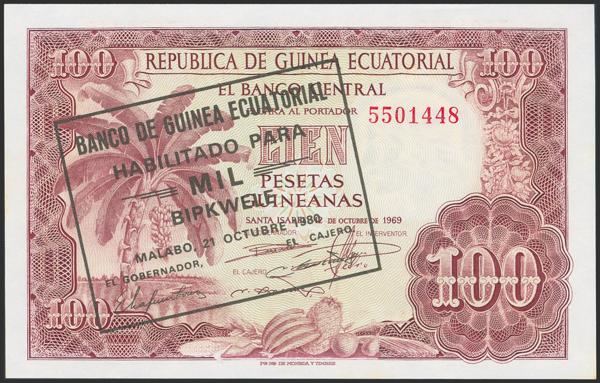 100
100
REPUBLICA DE GUINEA ECUATORIAL
EL BANCO CENTRAL
AL PORTADOR
5501448
CIEN
PESETAS
GUINEANAS
SANTA ISABEL 12 DE OCTUBRE DE 1969
EL INTERVENTOR
EL CAJERO
100
100
BANCO DE GUINEA ECUATORIAL
HABILITADO PARA
MIL
BIPKWELE
MALABO, 21 OCTUBRE 1980
EL GOBERNADOR,
EL CAJERO,